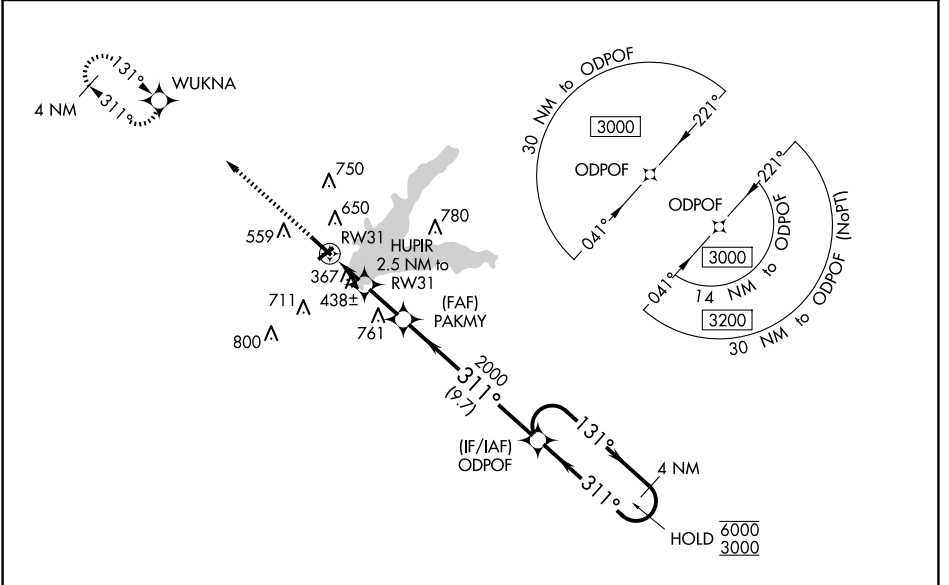 WUKNA
131°
311°
4 NM
30 NM to ODPOF
3000
221°
ODPOF
041°
221°
ODPOF
3000
041°
14 NM to ODPOF
3200
30 NM to ODPOF (NoPT)
750
650
780
559
RW31
HUPIR
2.5 NM to
RW31
367
438±
711
761
800
(FAF)
PAKMY
2000
311°
(9.7)
(IF/IAF)
ODPOF
131°
311°
4 NM
HOLD 6000
3000